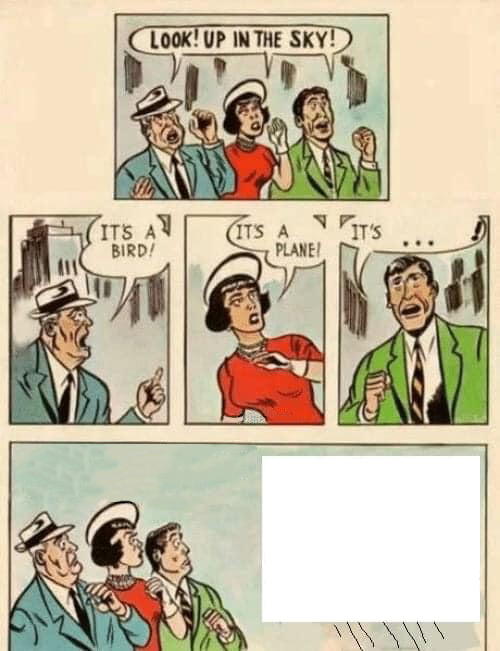 LOOK! UP IN THE SKY!
IT'S A
BIRD!
IT'S A
PLANE!
IT'S
...